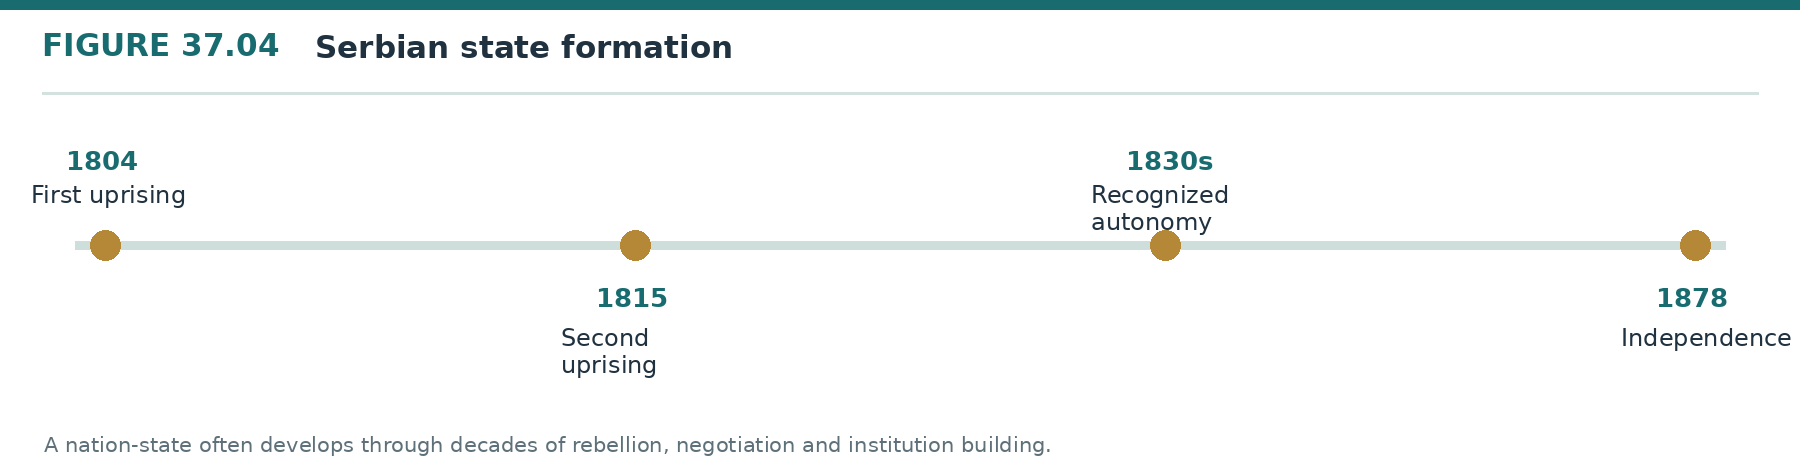 FIGURE 37.04 Serbian state formation
1804
First uprising
1815
Second
uprising
1830s
Recognized
autonomy
1878
Independence
A nation-state often develops through decades of rebellion, negotiation and institution building.